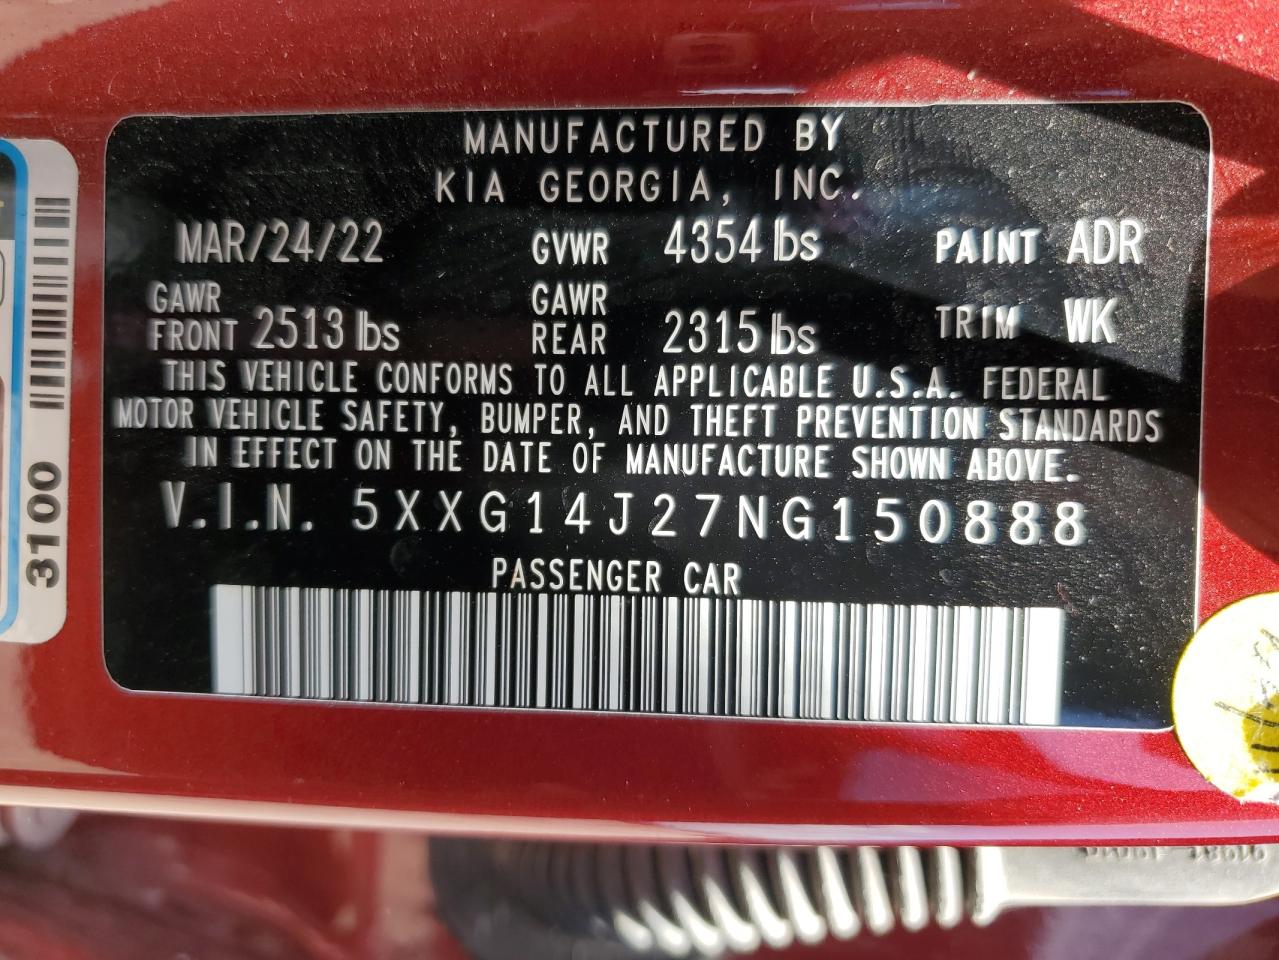 MANUFACTURED BY
KIA GEORGIA, INC.
MAR/24/22 GVWR 4354 lbs PAINT ADR
GAWR GAWR
FRONT 2513 lbs REAR 2315 lbs TRIM WK
THIS VEHICLE CONFORMS TO ALL APPLICABLE U.S.A. FEDERAL
MOTOR VEHICLE SAFETY, BUMPER, AND THEFT PREVENTION STANDARDS
IN EFFECT ON THE DATE OF MANUFACTURE SHOWN ABOVE.
V.I.N. 5XXG14J27NG150888
PASSENGER CAR
3100